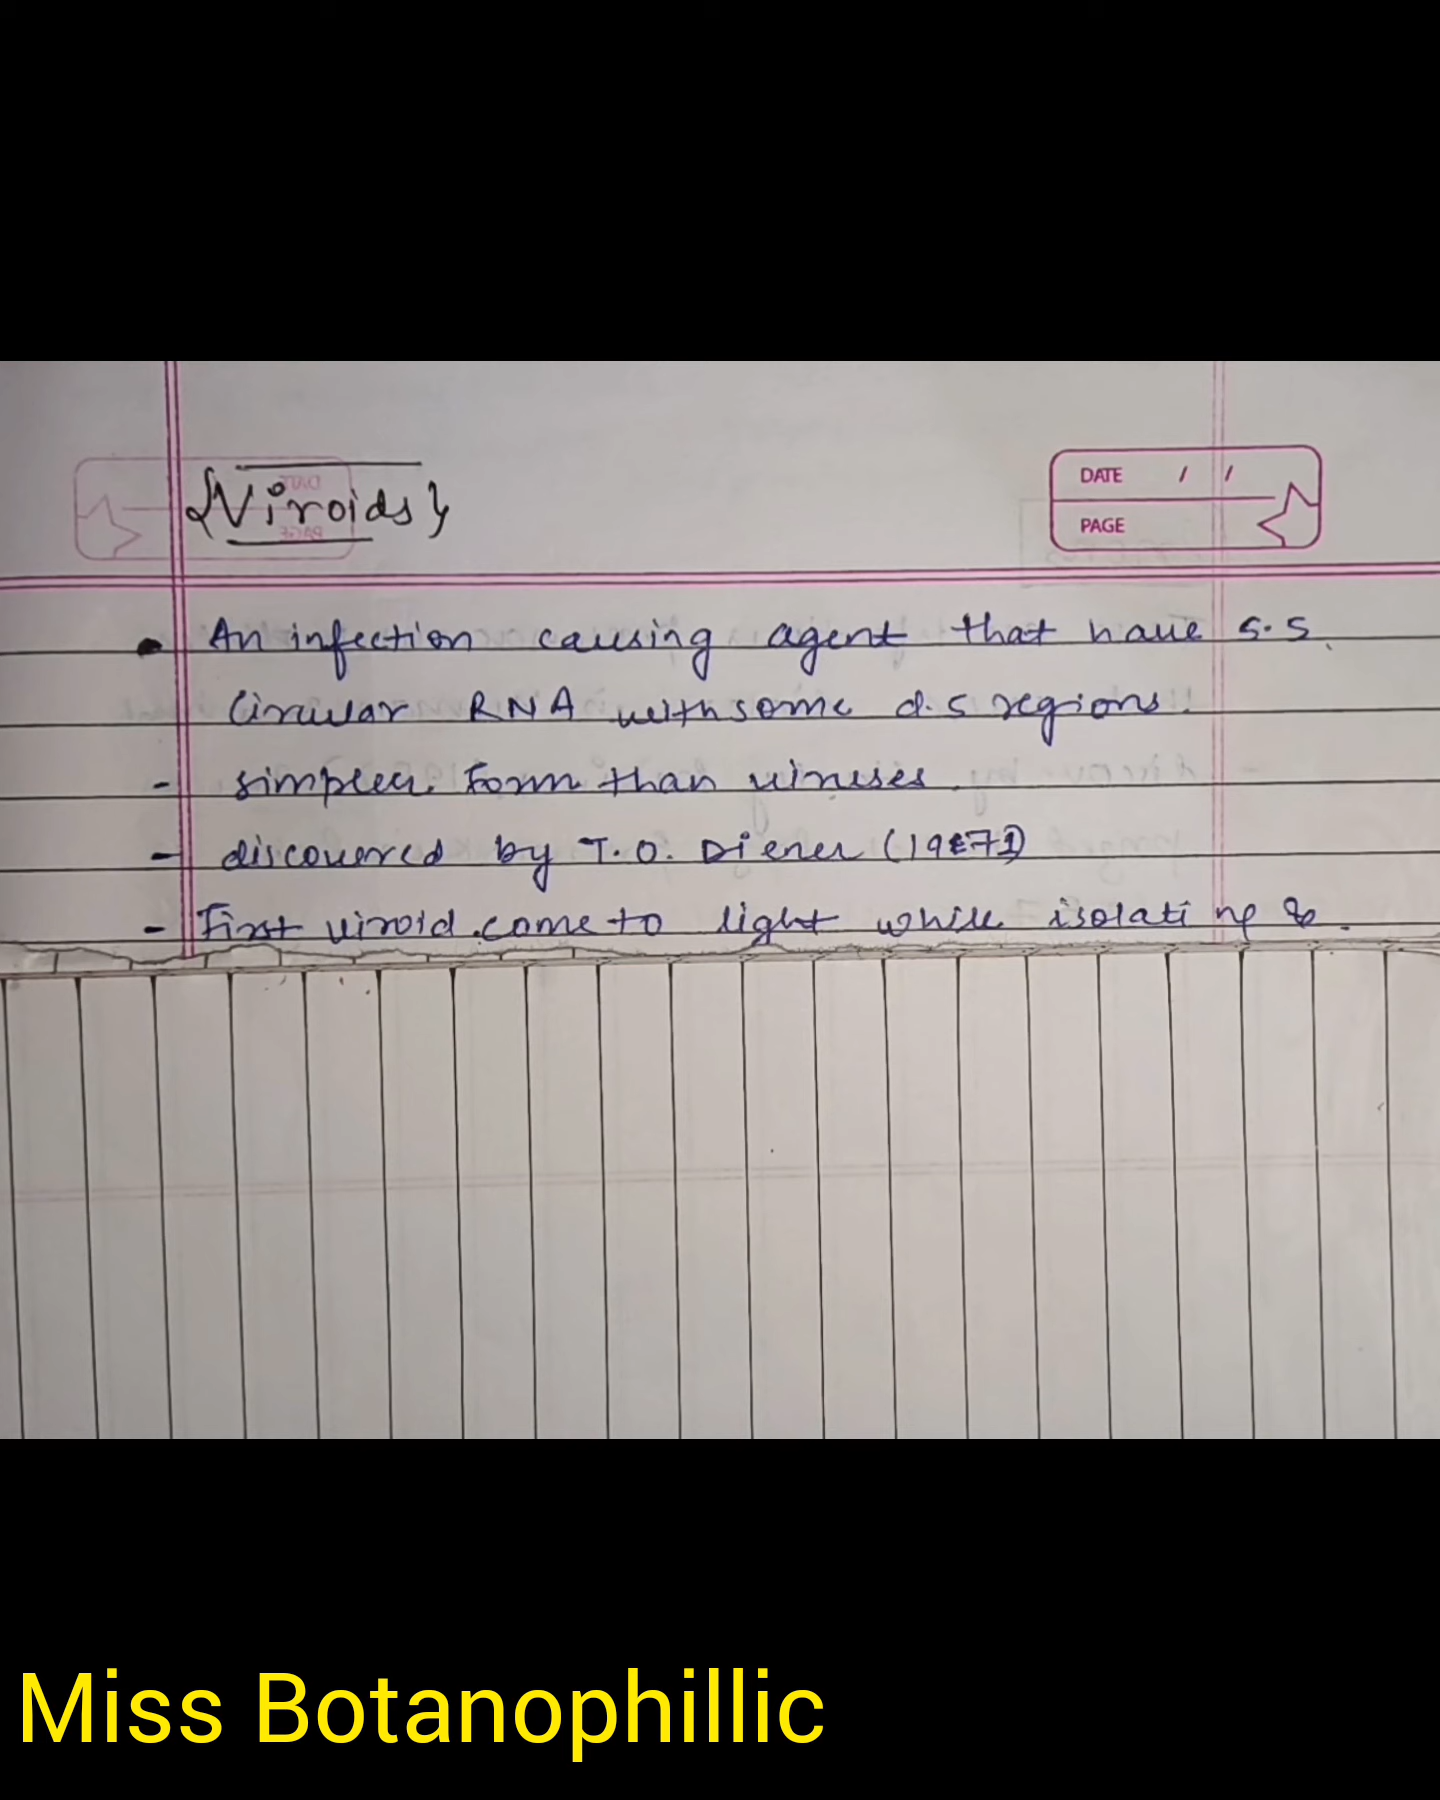 {Viroids}
DATE / /
PAGE
• An infection causing agent that have s.s.
Circular RNA with some d.s regions.
- simpler form than viruses.
- discovered by T.O. Diener (1971)
- First viroid come to light while isolating &
Miss Botanophillic